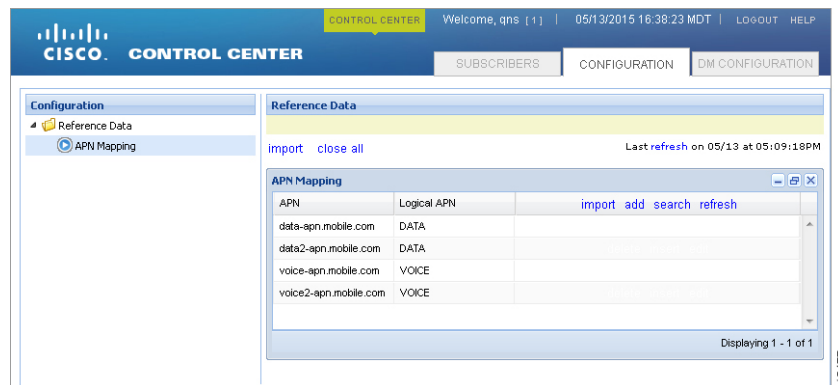 CONTROL CENTER Welcome, qns [1] | 05/13/2015 16:38:23 MDT | LOGOUT HELP
CISCO. CONTROL CENTER
SUBSCRIBERS CONFIGURATION DM CONFIGURATION
Configuration
Reference Data
APN Mapping
Reference Data
import close all Last refresh on 05/13 at 05:09:18PM
APN Mapping
APN Logical APN import add search refresh
data-apn.mobile.com DATA
data2-apn.mobile.com DATA
voice-apn.mobile.com VOICE
voice2-apn.mobile.com VOICE
Displaying 1 - 1 of 1